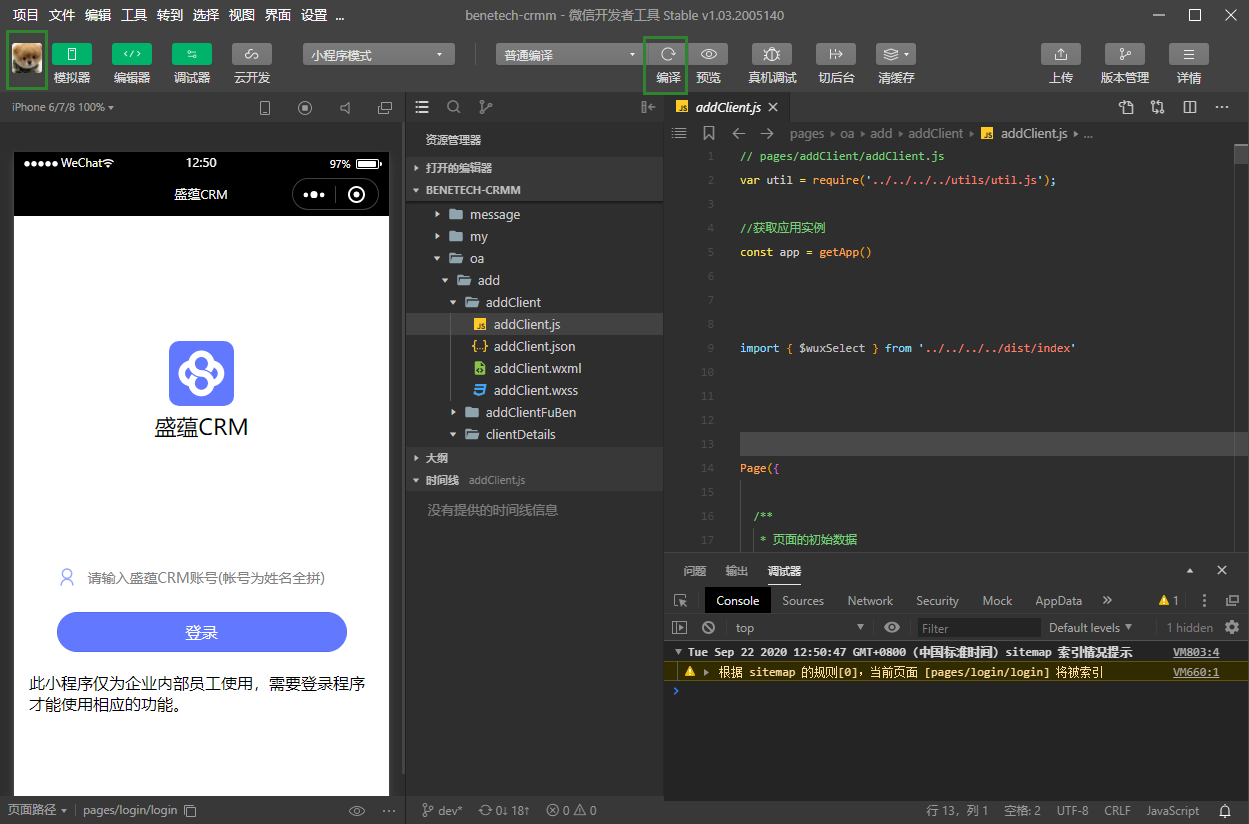 项目 文件 编辑 工具 转到 选择 视图 界面 设置 ... benetech-crmm - 微信开发者工具 Stable v1.03.2005140
小程序模式 普通编译
模拟器 编辑器 调试器 云开发 编译 预览 真机调试 切后台 清缓存 上传 版本管理 详情
iPhone 6/7/8 100%
WeChat 12:50 97%
盛蕴CRM
盛蕴CRM
请输入盛蕴CRM账号(帐号为姓名全拼)
登录
此小程序仅为企业内部员工使用，需要登录程序
才能使用相应的功能。
页面路径 pages/login/login
资源管理器
打开的编辑器
BENETECH-CRMM
message
my
oa
add
addClient
JS addClient.js
{..} addClient.json
addClient.wxml
addClient.wxss
addClientFuBen
clientDetails
大纲
时间线 addClient.js
没有提供的时间线信息
dev* 0↓ 18↑ 0 0
JS addClient.js
pages oa add addClient JS addClient.js ...
1 // pages/addClient/addClient.js
2 var util = require('../../../../utils/util.js');
3
4 //获取应用实例
5 const app = getApp()
6
7
8
9 import { $wuxSelect } from '../../../../dist/index'
10
11
12
13
14 Page({
15
16 /**
17 * 页面的初始数据
问题 输出 调试器
Console Sources Network Security Mock AppData » 1
top Filter Default levels 1 hidden
Tue Sep 22 2020 12:50:47 GMT+0800 (中国标准时间) sitemap 索引情况提示 VM803:4
根据 sitemap 的规则[0]，当前页面 [pages/login/login] 将被索引 VM660:1
行 13，列 1 空格: 2 UTF-8 CRLF JavaScript